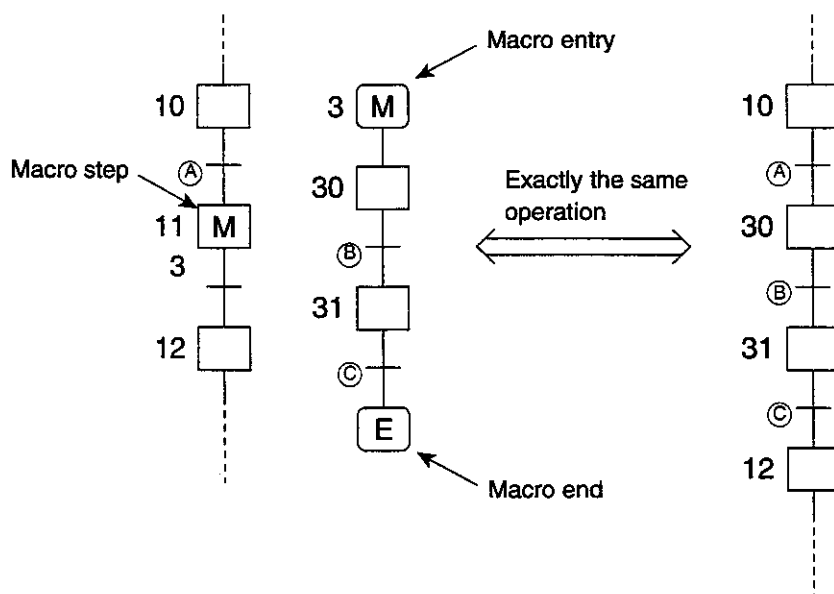 Macro entry
10
3 M
10
A
A
Macro step
30
Exactly the same
operation
11 M
30
3
B
B
31
12
31
C
C
E
12
Macro end